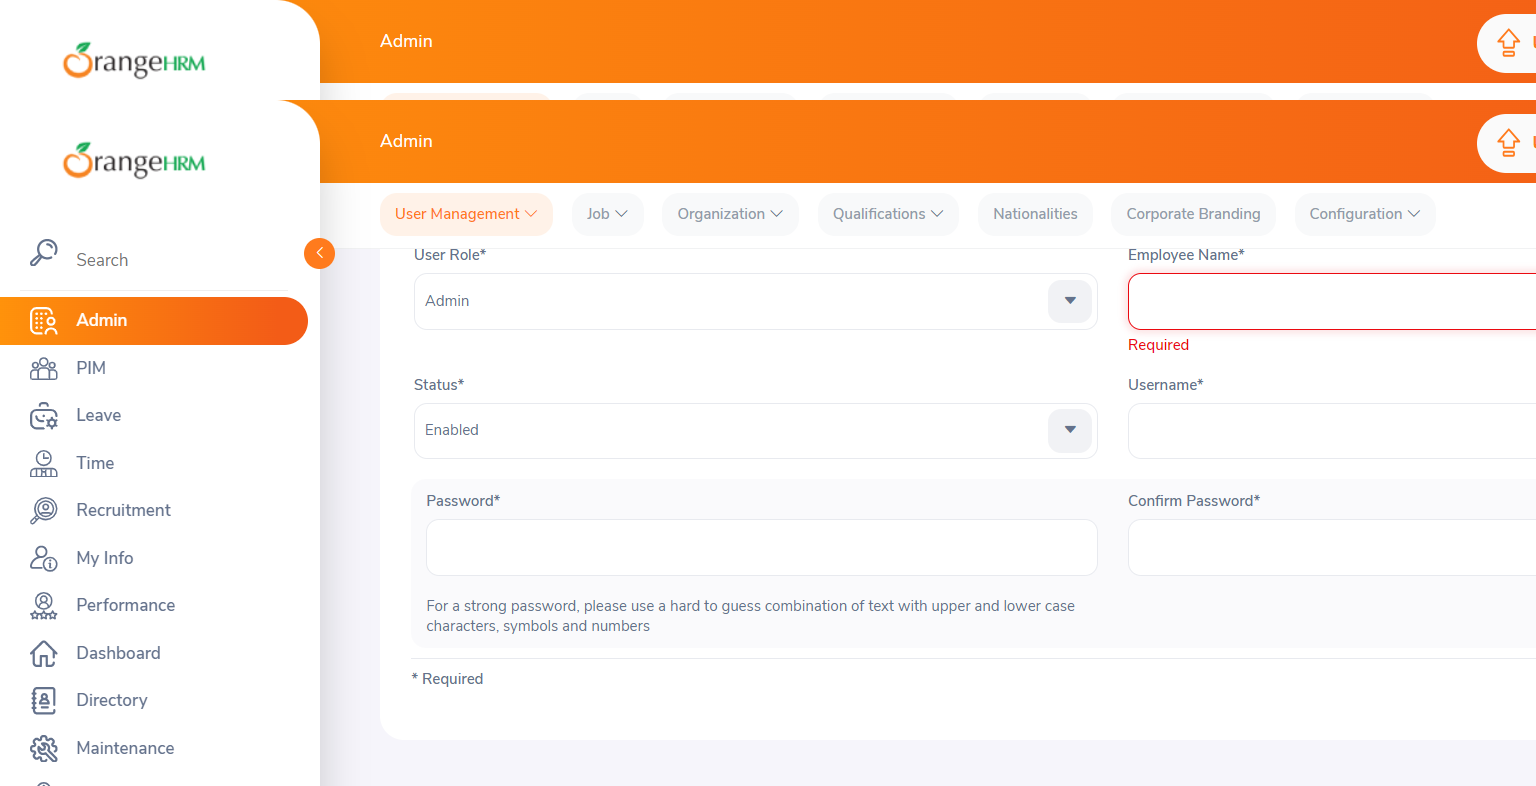 OrangeHRM
Admin
OrangeHRM
Admin
User Management
Job
Organization
Qualifications
Nationalities
Corporate Branding
Configuration
Search
Admin
PIM
Leave
Time
Recruitment
My Info
Performance
Dashboard
Directory
Maintenance
User Role*
Employee Name*
Admin
Required
Status*
Username*
Enabled
Password*
Confirm Password*
For a strong password, please use a hard to guess combination of text with upper and lower case
characters, symbols and numbers
* Required